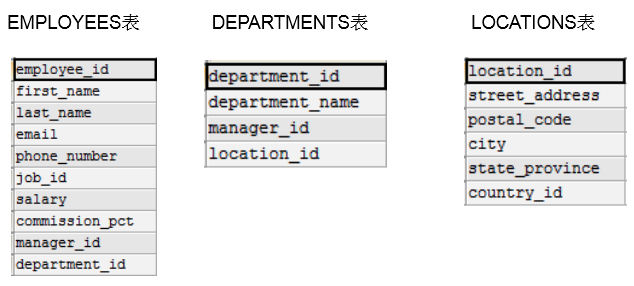 EMPLOYEES表
employee_id
first_name
last_name
email
phone_number
job_id
salary
commission_pct
manager_id
department_id
DEPARTMENTS表
department_id
department_name
manager_id
location_id
LOCATIONS表
location_id
street_address
postal_code
city
state_province
country_id